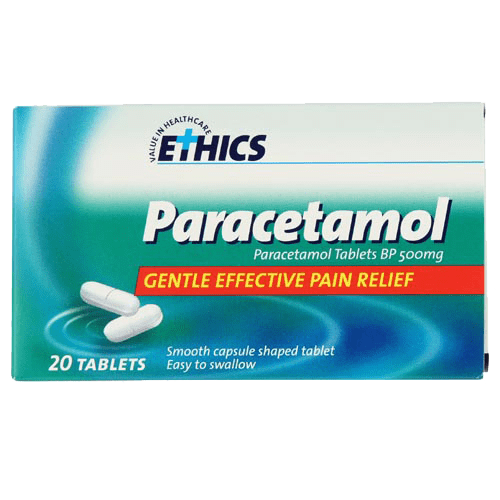 VALUE IN HEALTHCARE
ETHICS
Paracetamol
Paracetamol Tablets BP 500mg
GENTLE EFFECTIVE PAIN RELIEF
20 TABLETS
Smooth capsule shaped tablet
Easy to swallow